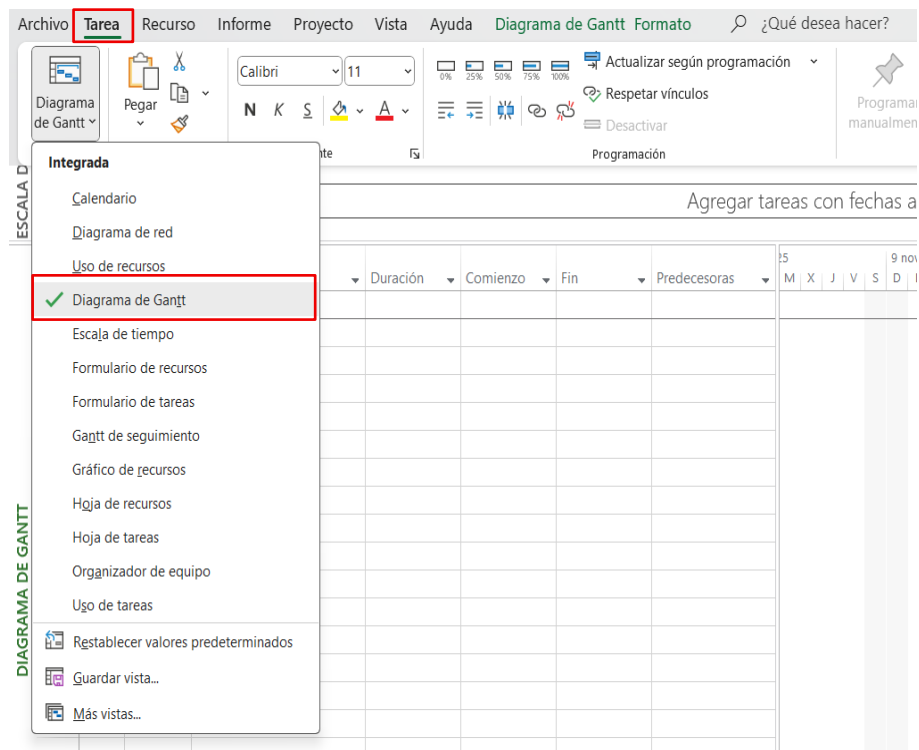 Archivo Tarea Recurso Informe Proyecto Vista Ayuda Diagrama de Gantt Formato ¿Qué desea hacer?
Diagrama de Gantt
Pegar
Calibri 11
N K S A
0% 25% 50% 75% 100%
Actualizar según programación
Respetar vínculos
Desactivar
Programación
Programar
manualmen
nte
Integrada
Calendario
Diagrama de red
Uso de recursos
Diagrama de Gantt
Escala de tiempo
Formulario de recursos
Formulario de tareas
Gantt de seguimiento
Gráfico de recursos
Hoja de recursos
Hoja de tareas
Organizador de equipo
Uso de tareas
Restablecer valores predeterminados
Guardar vista...
Más vistas...
ESCALA D
Agregar tareas con fechas a
Duración Comienzo Fin Predecesoras
25 9 nov
M X J V S D
DIAGRAMA DE GANTT